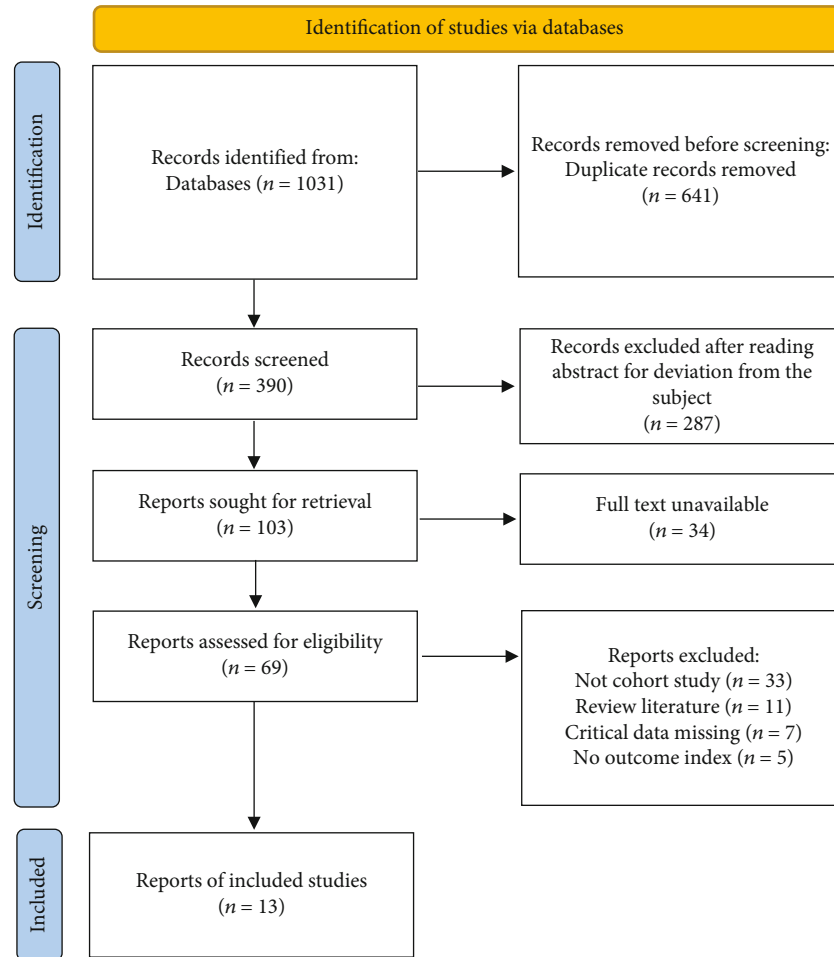 Identification of studies via databases
Identification
Records identified from:
Databases (n = 1031)
Records removed before screening:
Duplicate records removed
(n = 641)
Screening
Records screened
(n = 390)
Records excluded after reading
abstract for deviation from the
subject
(n = 287)
Reports sought for retrieval
(n = 103)
Full text unavailable
(n = 34)
Reports assessed for eligibility
(n = 69)
Reports excluded:
Not cohort study (n = 33)
Review literature (n = 11)
Critical data missing (n = 7)
No outcome index (n = 5)
Included
Reports of included studies
(n = 13)